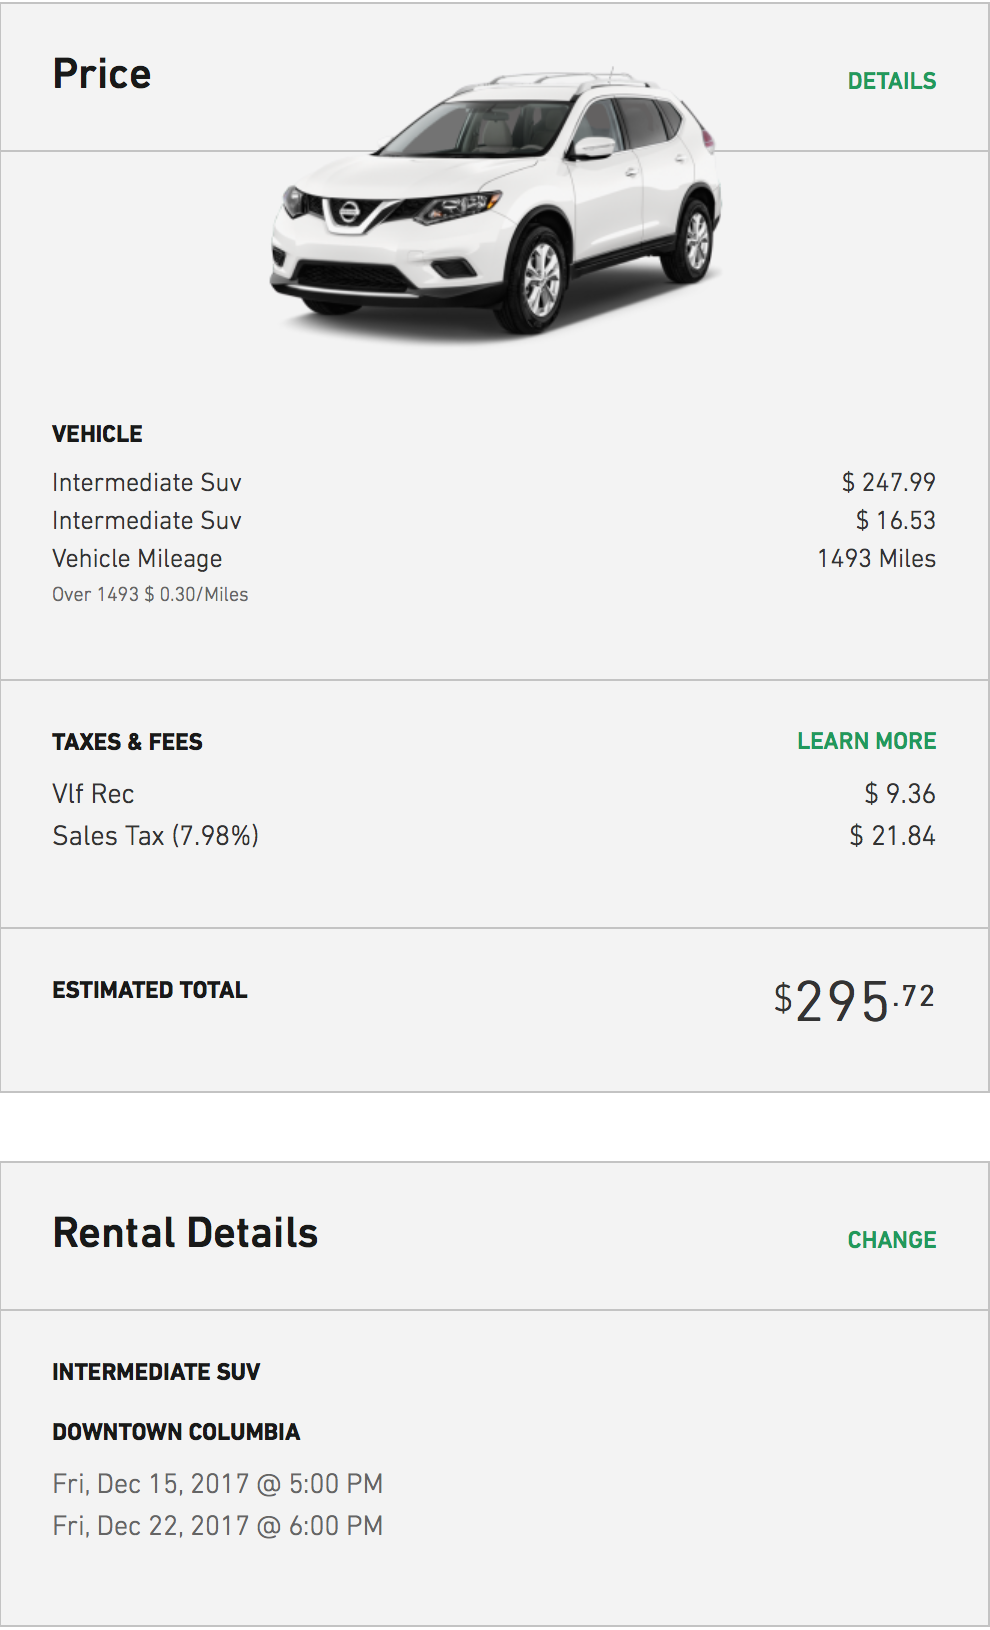 Price
DETAILS
VEHICLE
Intermediate Suv $ 247.99
Intermediate Suv $ 16.53
Vehicle Mileage 1493 Miles
Over 1493 $ 0.30/Miles
TAXES & FEES LEARN MORE
Vlf Rec $ 9.36
Sales Tax (7.98%) $ 21.84
ESTIMATED TOTAL $295.72
Rental Details
CHANGE
INTERMEDIATE SUV
DOWNTOWN COLUMBIA
Fri, Dec 15, 2017 @ 5:00 PM
Fri, Dec 22, 2017 @ 6:00 PM